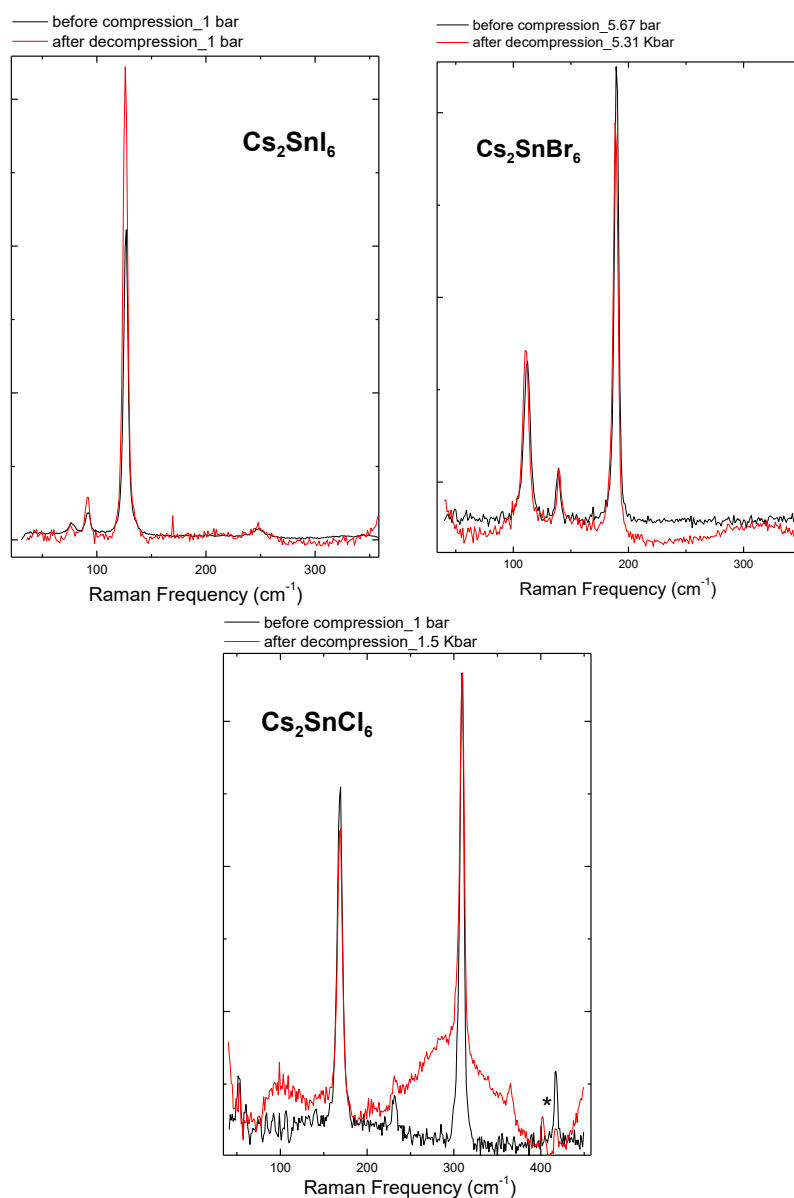 before compression_1 bar
after decompression_1 bar
Cs₂SnI₆
100
200
300
Raman Frequency (cm⁻¹)
before compression_5.67 bar
after decompression_5.31 Kbar
Cs₂SnBr₆
100
200
300
Raman Frequency (cm⁻¹)
before compression_1 bar
after decompression_1.5 Kbar
Cs₂SnCl₆
*
100
200
300
400
Raman Frequency (cm⁻¹)